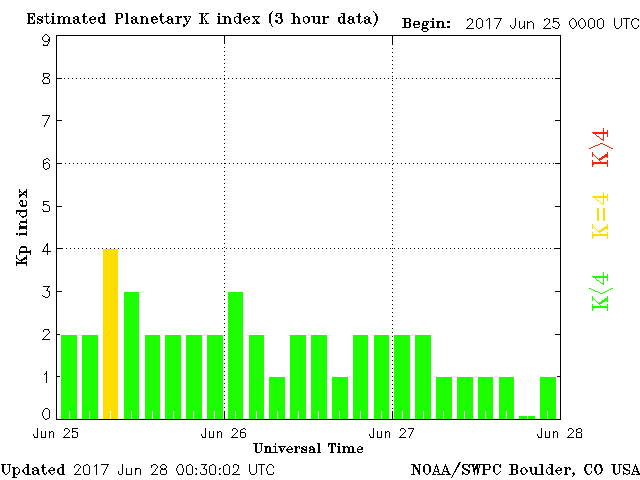 Estimated Planetary K index (3 hour data) Begin: 2017 Jun 25 0000 UTC
9
8
7
6
5
4
3
2
1
0
Kp index
K>4
K=4
K<4
Jun 25 Jun 26 Jun 27 Jun 28
Universal Time
Updated 2017 Jun 28 00:30:02 UTC NOAA/SWPC Boulder, CO USA